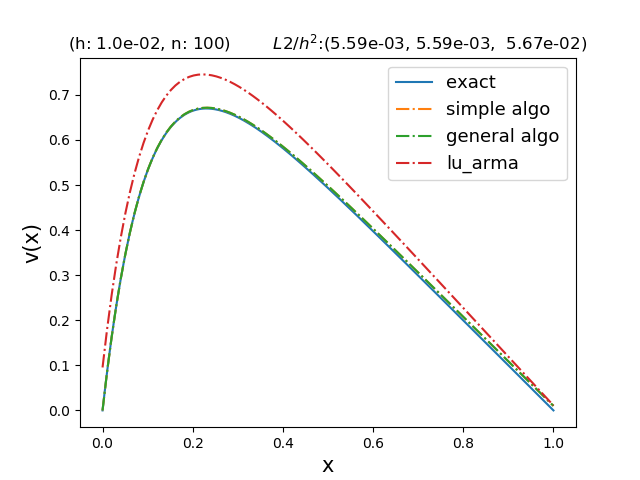 (h: 1.0e-02, n: 100) L2/h²:(5.59e-03, 5.59e-03, 5.67e-02)
exact
simple algo
general algo
lu_arma
v(x)
0.7
0.6
0.5
0.4
0.3
0.2
0.1
0.0
0.0 0.2 0.4 0.6 0.8 1.0
x